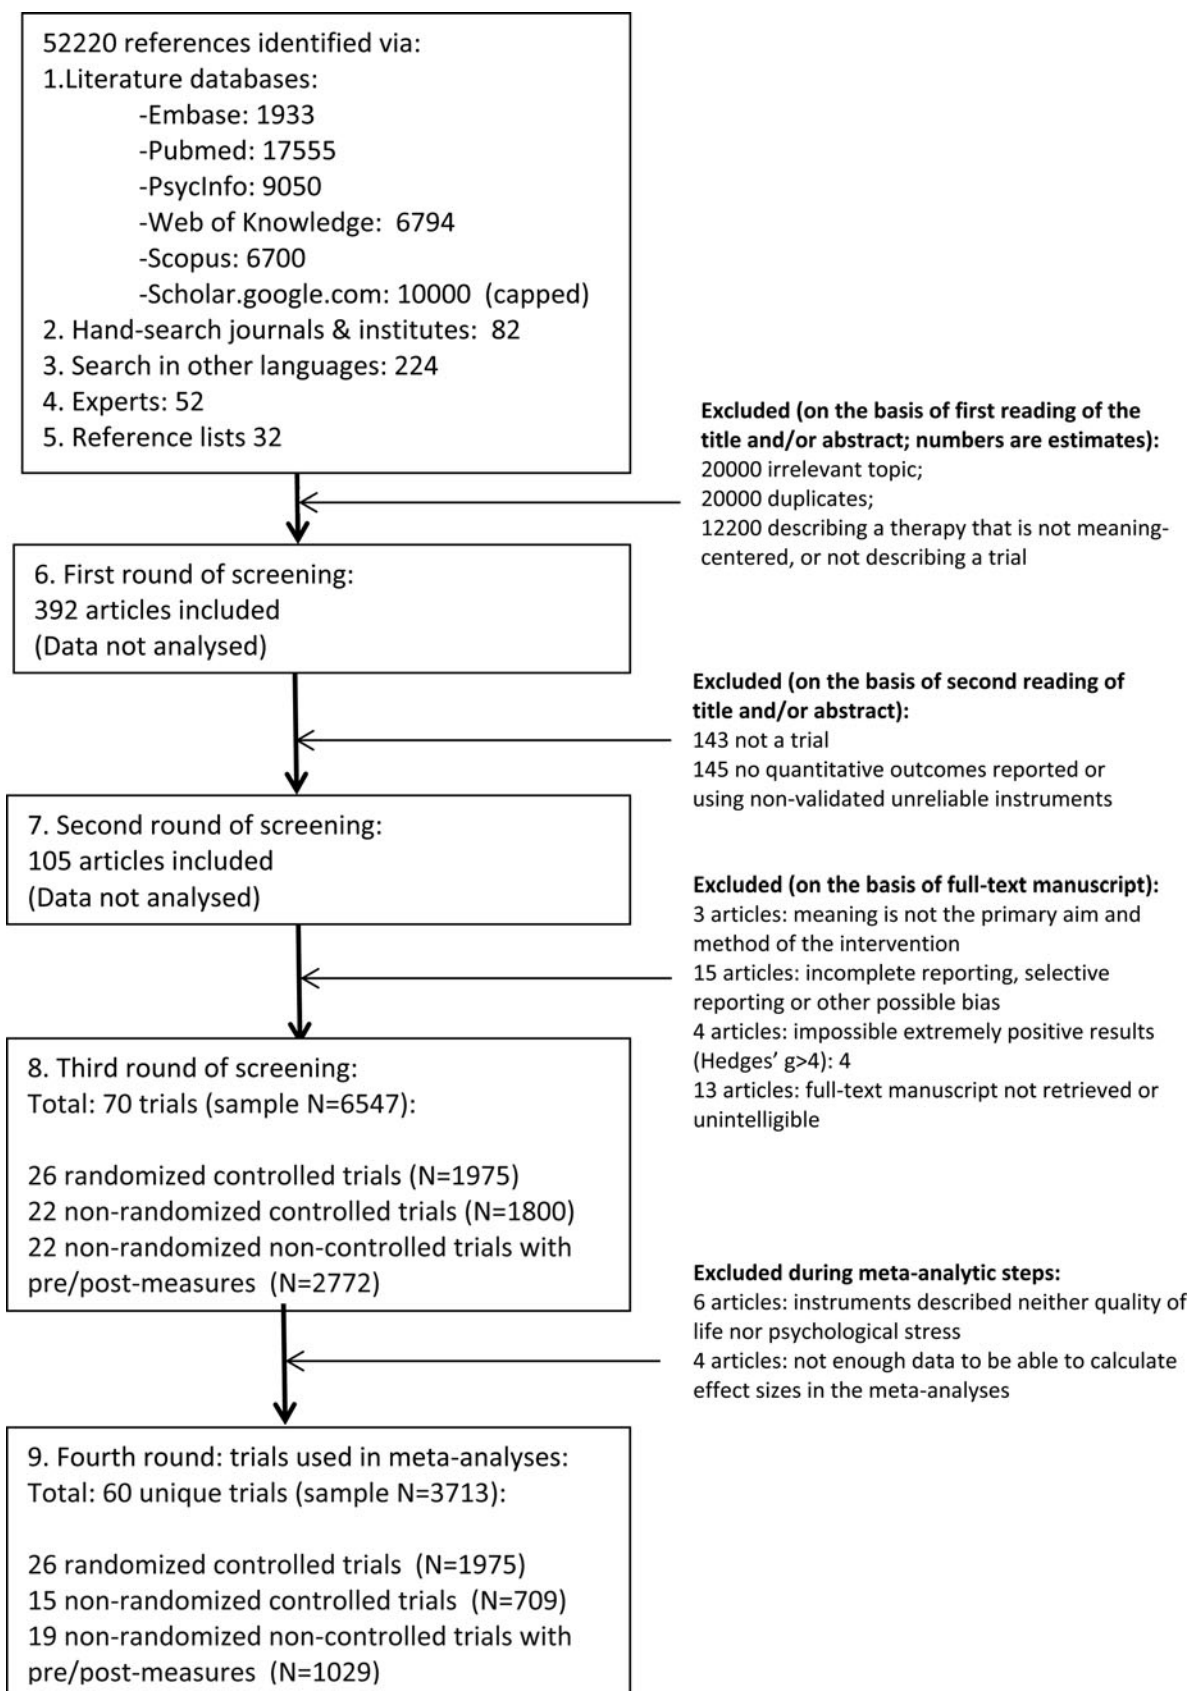 52220 references identified via:
1.Literature databases:
-Embase: 1933
-Pubmed: 17555
-PsycInfo: 9050
-Web of Knowledge: 6794
-Scopus: 6700
-Scholar.google.com: 10000 (capped)
2. Hand-search journals & institutes: 82
3. Search in other languages: 224
4. Experts: 52
5. Reference lists 32
Excluded (on the basis of first reading of the
title and/or abstract; numbers are estimates):
20000 irrelevant topic;
20000 duplicates;
12200 describing a therapy that is not meaning-
centered, or not describing a trial
6. First round of screening:
392 articles included
(Data not analysed)
Excluded (on the basis of second reading of
title and/or abstract):
143 not a trial
145 no quantitative outcomes reported or
using non-validated unreliable instruments
7. Second round of screening:
105 articles included
(Data not analysed)
Excluded (on the basis of full-text manuscript):
3 articles: meaning is not the primary aim and
method of the intervention
15 articles: incomplete reporting, selective
reporting or other possible bias
4 articles: impossible extremely positive results
(Hedges' g>4): 4
13 articles: full-text manuscript not retrieved or
unintelligible
8. Third round of screening:
Total: 70 trials (sample N=6547):
26 randomized controlled trials (N=1975)
22 non-randomized controlled trials (N=1800)
22 non-randomized non-controlled trials with
pre/post-measures (N=2772)
Excluded during meta-analytic steps:
6 articles: instruments described neither quality of
life nor psychological stress
4 articles: not enough data to be able to calculate
effect sizes in the meta-analyses
9. Fourth round: trials used in meta-analyses:
Total: 60 unique trials (sample N=3713):
26 randomized controlled trials (N=1975)
15 non-randomized controlled trials (N=709)
19 non-randomized non-controlled trials with
pre/post-measures (N=1029)